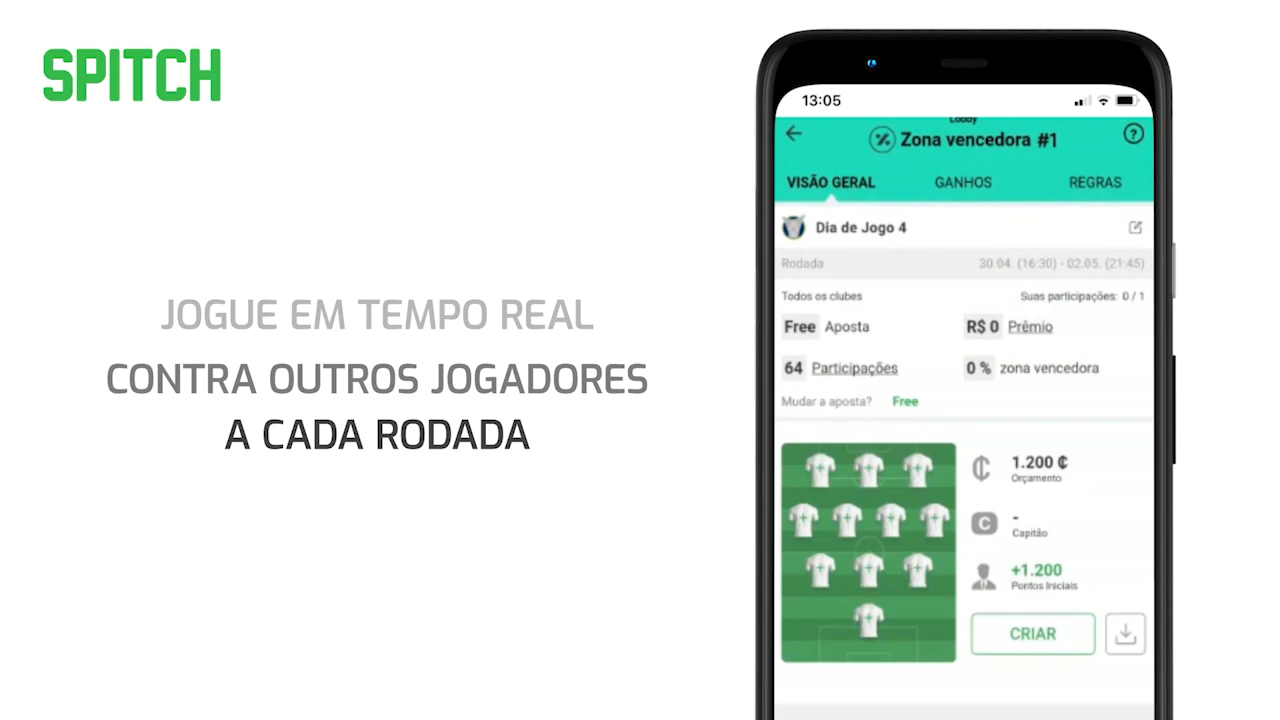 SPITCH
JOGUE EM TEMPO REAL
CONTRA OUTROS JOGADORES
A CADA RODADA
13:05
Lobby
Zona vencedora #1
?
VISÃO GERAL GANHOS REGRAS
Dia de Jogo 4
Rodada 30.04. (16:30) - 02.05. (21:45)
Todos os clubes Suas participações: 0 / 1
Free Aposta R$ 0 Prêmio
64 Participações 0 % zona vencedora
Mudar a aposta? Free
1.200 ₵
Orçamento
C -
Capitão
+1.200
Pontos Iniciais
CRIAR